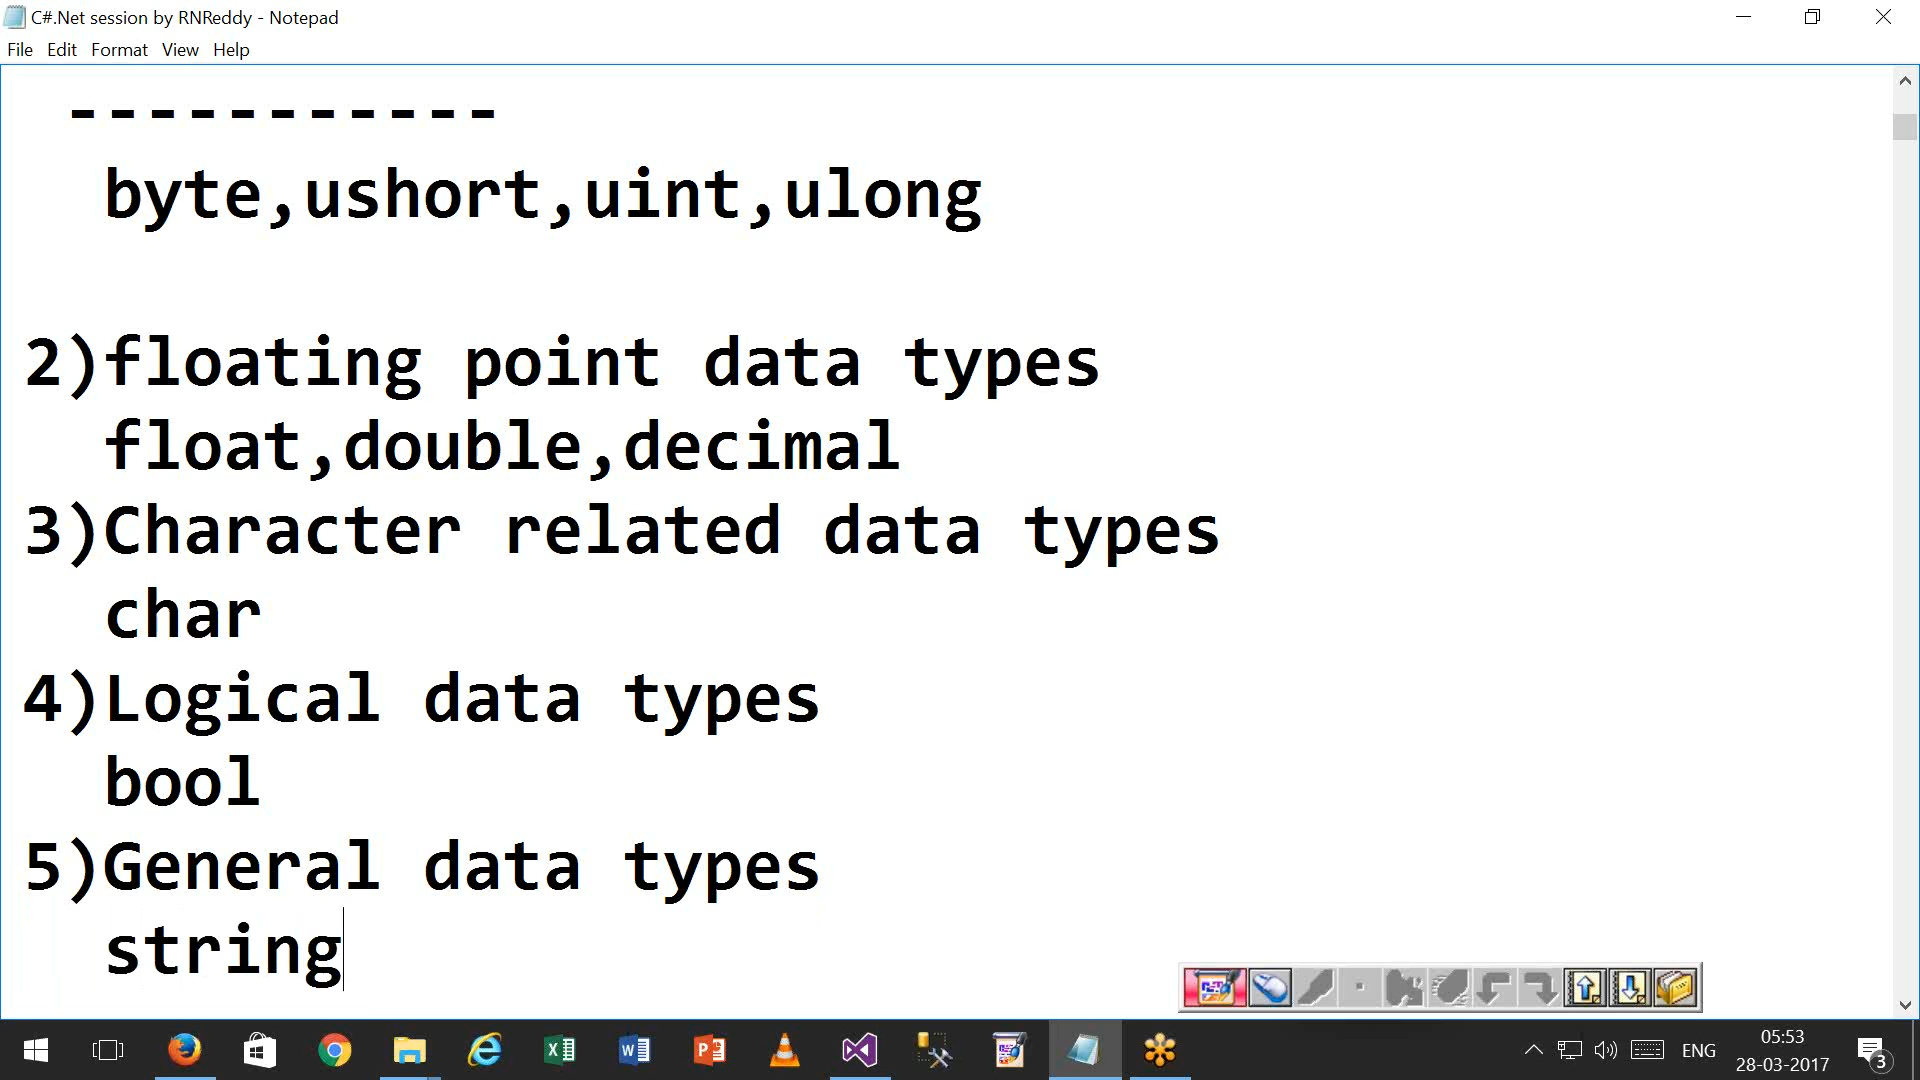 C#.Net session by RNReddy - Notepad
File Edit Format View Help
-----------
byte,ushort,uint,ulong
2)floating point data types
float,double,decimal
3)Character related data types
char
4)Logical data types
bool
5)General data types
string
ENG
05:53
28-03-2017
3